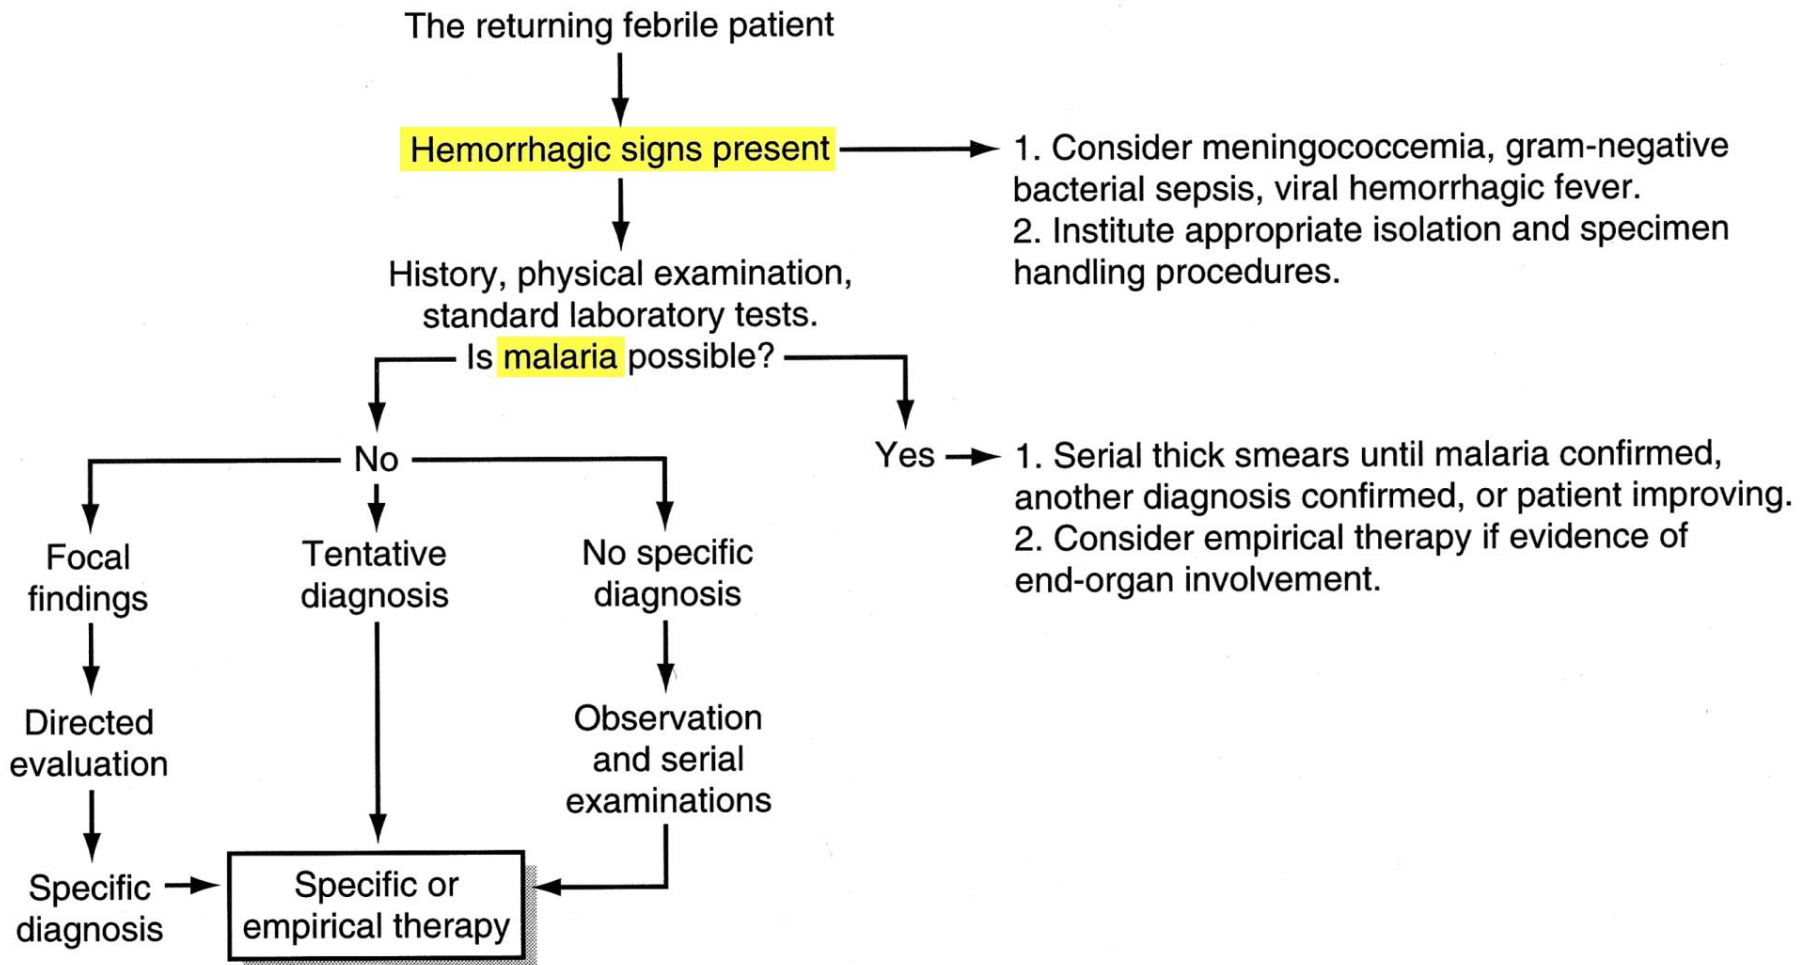 The returning febrile patient
Hemorrhagic signs present
1. Consider meningococcemia, gram-negative
bacterial sepsis, viral hemorrhagic fever.
2. Institute appropriate isolation and specimen
handling procedures.
History, physical examination,
standard laboratory tests.
Is malaria possible?
No
Yes
1. Serial thick smears until malaria confirmed,
another diagnosis confirmed, or patient improving.
2. Consider empirical therapy if evidence of
end-organ involvement.
Focal
findings
Tentative
diagnosis
No specific
diagnosis
Directed
evaluation
Observation
and serial
examinations
Specific
diagnosis
Specific or
empirical therapy